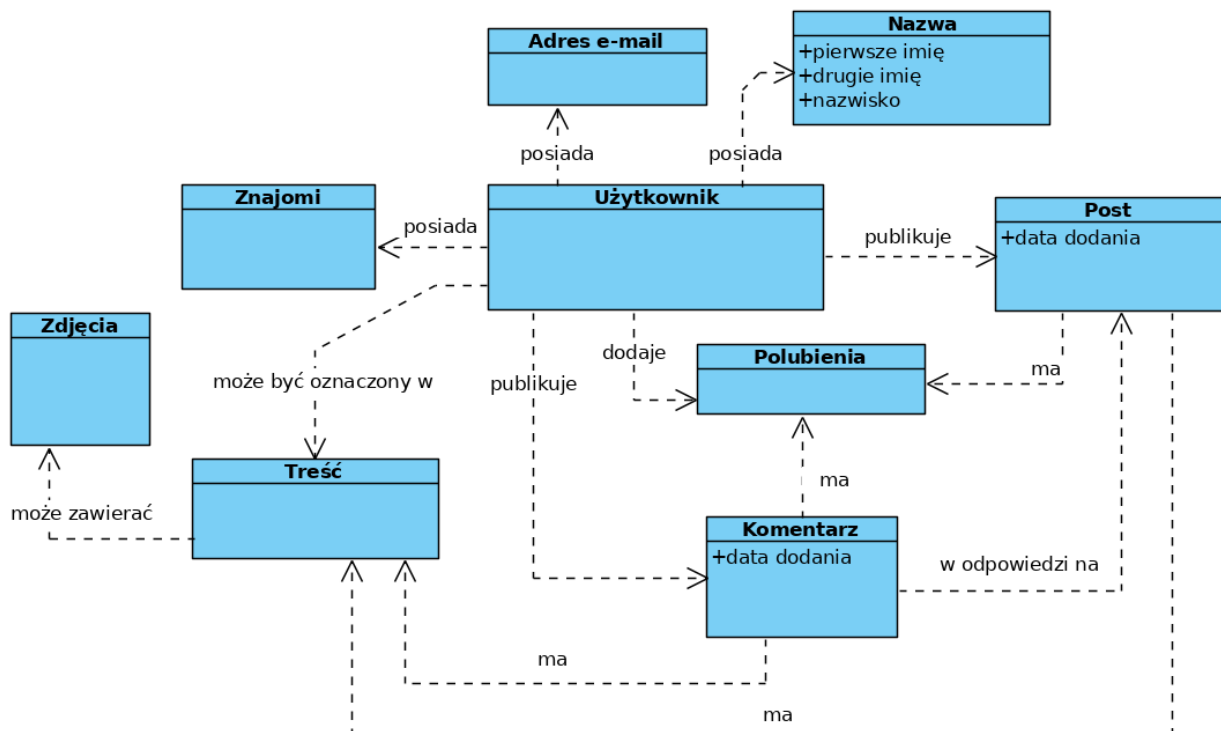 Nazwa
+pierwsze imię
+drugie imię
+nazwisko
Adres e-mail
posiada
posiada
Znajomi
Użytkownik
Post
+data dodania
posiada
publikuje
Zdjęcia
dodaje
Polubienia
może być oznaczony w
publikuje
ma
Treść
ma
może zawierać
Komentarz
+data dodania
w odpowiedzi na
ma
ma